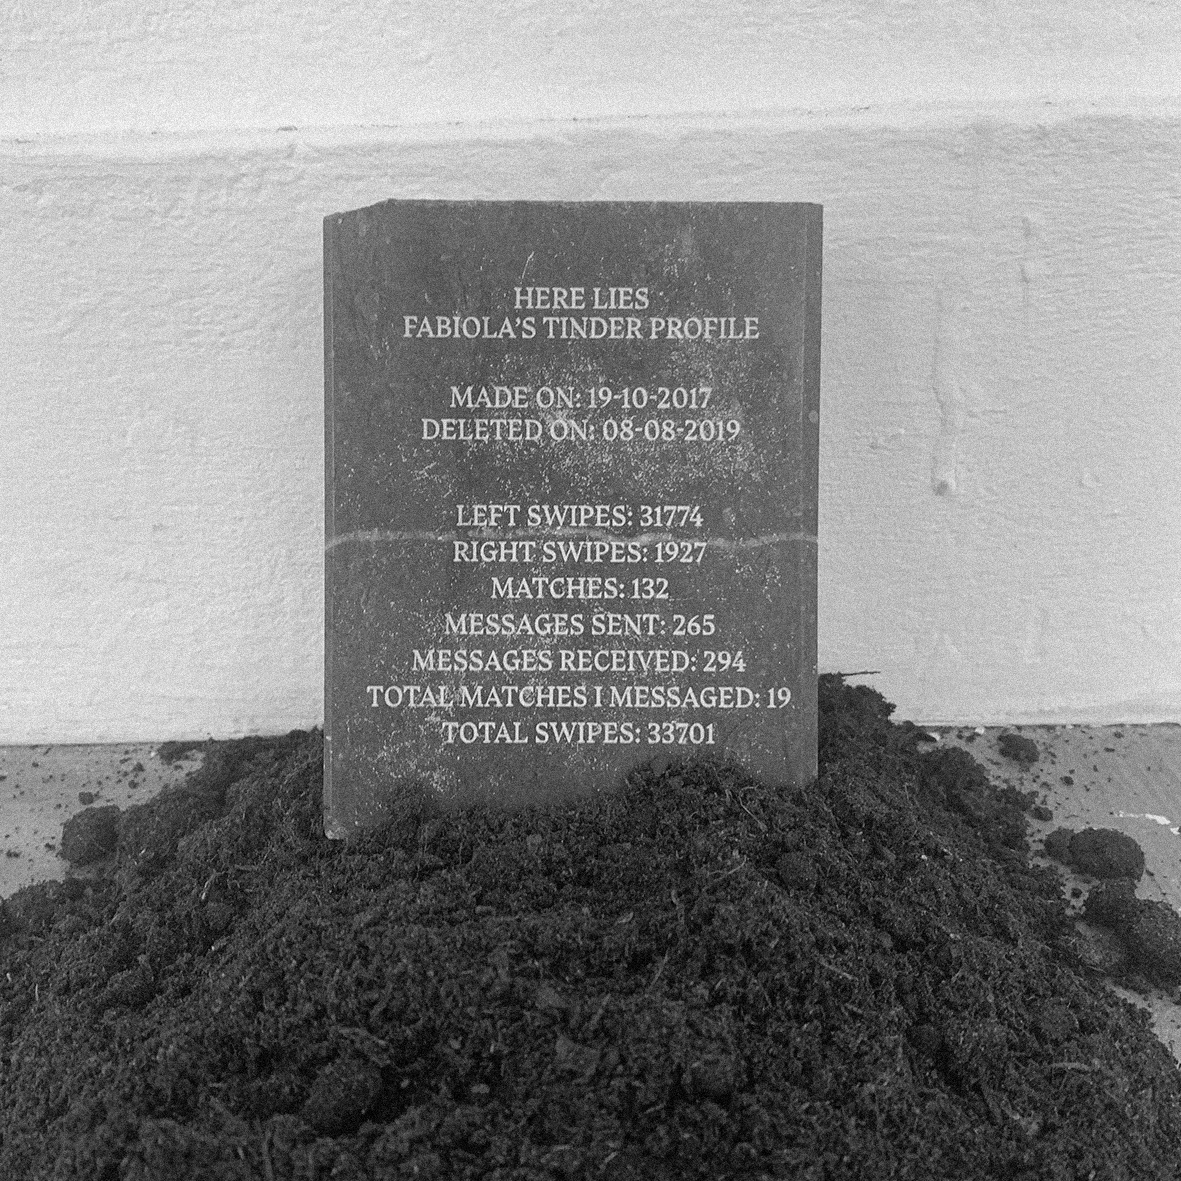 HERE LIES
FABIOLA'S TINDER PROFILE
MADE ON: 19-10-2017
DELETED ON: 08-08-2019
LEFT SWIPES: 31774
RIGHT SWIPES: 1927
MATCHES: 132
MESSAGES SENT: 265
MESSAGES RECEIVED: 294
TOTAL MATCHES I MESSAGED: 19
TOTAL SWIPES: 33701